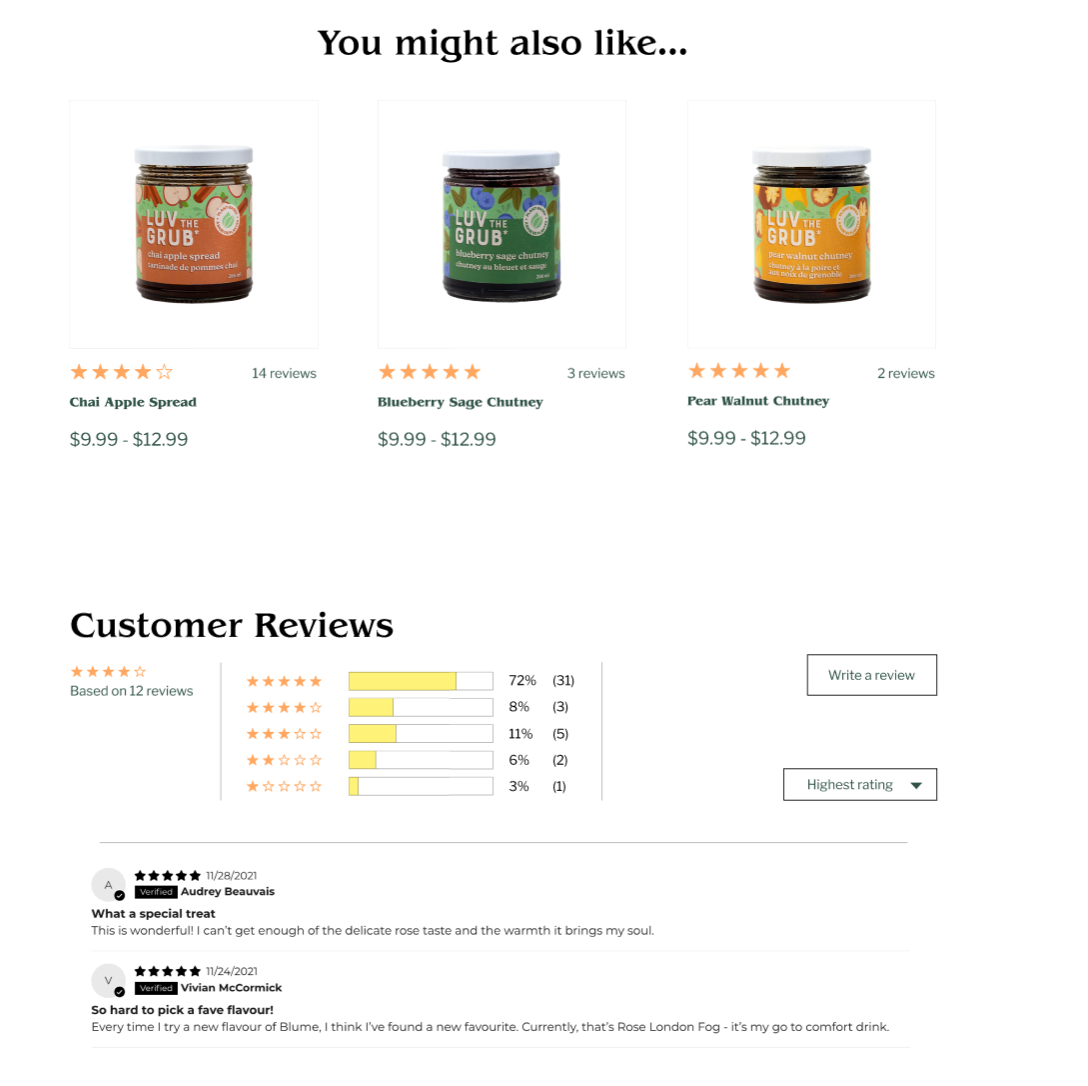 You might also like...
LUV THE GRUB*
chai apple spread
tartinade de pommes chai
LUV THE GRUB*
blueberry sage chutney
chutney au bleuet et sauge
LUV THE GRUB*
pear walnut chutney
chutney à la poire et
aux noix de grenoble
14 reviews
3 reviews
2 reviews
Chai Apple Spread
Blueberry Sage Chutney
Pear Walnut Chutney
$9.99 - $12.99
$9.99 - $12.99
$9.99 - $12.99
Customer Reviews
Based on 12 reviews
72% (31)
8% (3)
11% (5)
6% (2)
3% (1)
Write a review
Highest rating
A
11/28/2021
Verified Audrey Beauvais
What a special treat
This is wonderful! I can't get enough of the delicate rose taste and the warmth it brings my soul.
V
11/24/2021
Verified Vivian McCormick
So hard to pick a fave flavour!
Every time I try a new flavour of Blume, I think I've found a new favourite. Currently, that's Rose London Fog - it's my go to comfort drink.